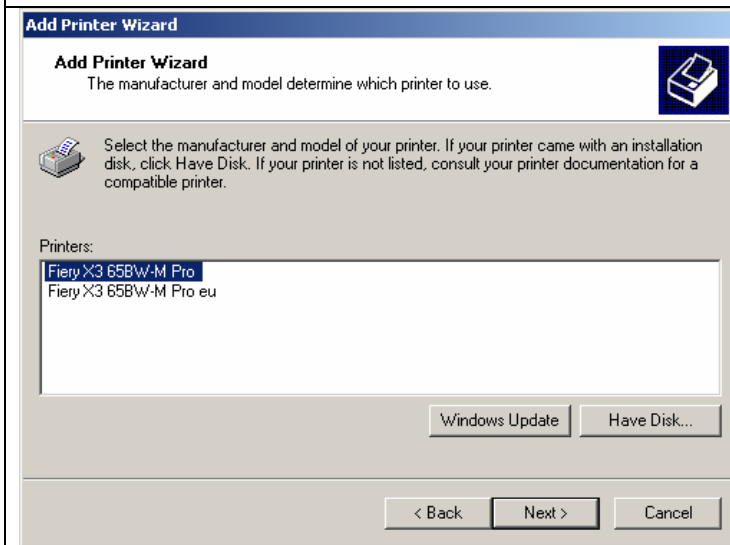 Add Printer Wizard
Add Printer Wizard
The manufacturer and model determine which printer to use.
Select the manufacturer and model of your printer. If your printer came with an installation
disk, click Have Disk. If your printer is not listed, consult your printer documentation for a
compatible printer.
Printers:
Fiery X3 65BW-M Pro
Fiery X3 65BW-M Pro eu
Windows Update
Have Disk...
< Back
Next >
Cancel